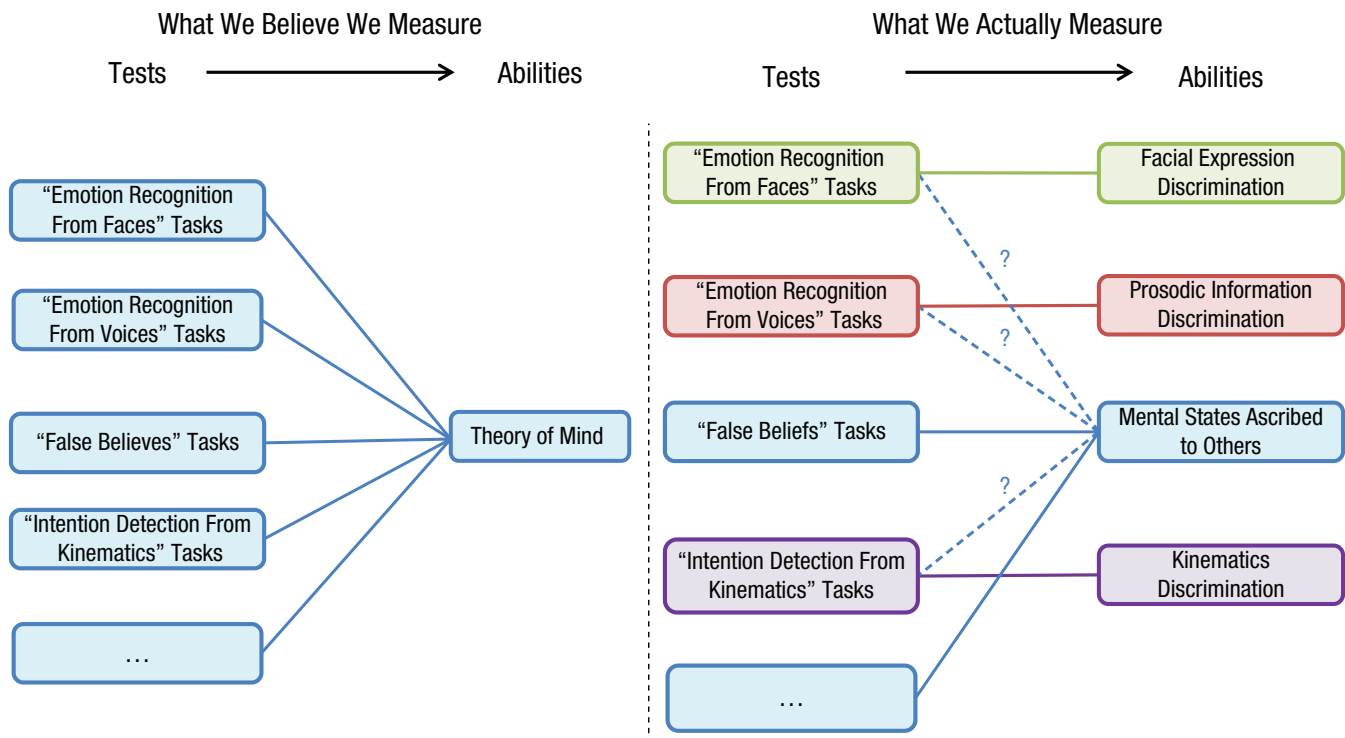 What We Believe We Measure
Tests
Abilities
“Emotion Recognition
From Faces” Tasks
“Emotion Recognition
From Voices” Tasks
“False Believes” Tasks
“Intention Detection From
Kinematics” Tasks
…
Theory of Mind
What We Actually Measure
Tests
Abilities
“Emotion Recognition
From Faces” Tasks
Facial Expression
Discrimination
?
“Emotion Recognition
From Voices” Tasks
Prosodic Information
Discrimination
?
“False Beliefs” Tasks
Mental States Ascribed
to Others
?
“Intention Detection From
Kinematics” Tasks
Kinematics
Discrimination
…